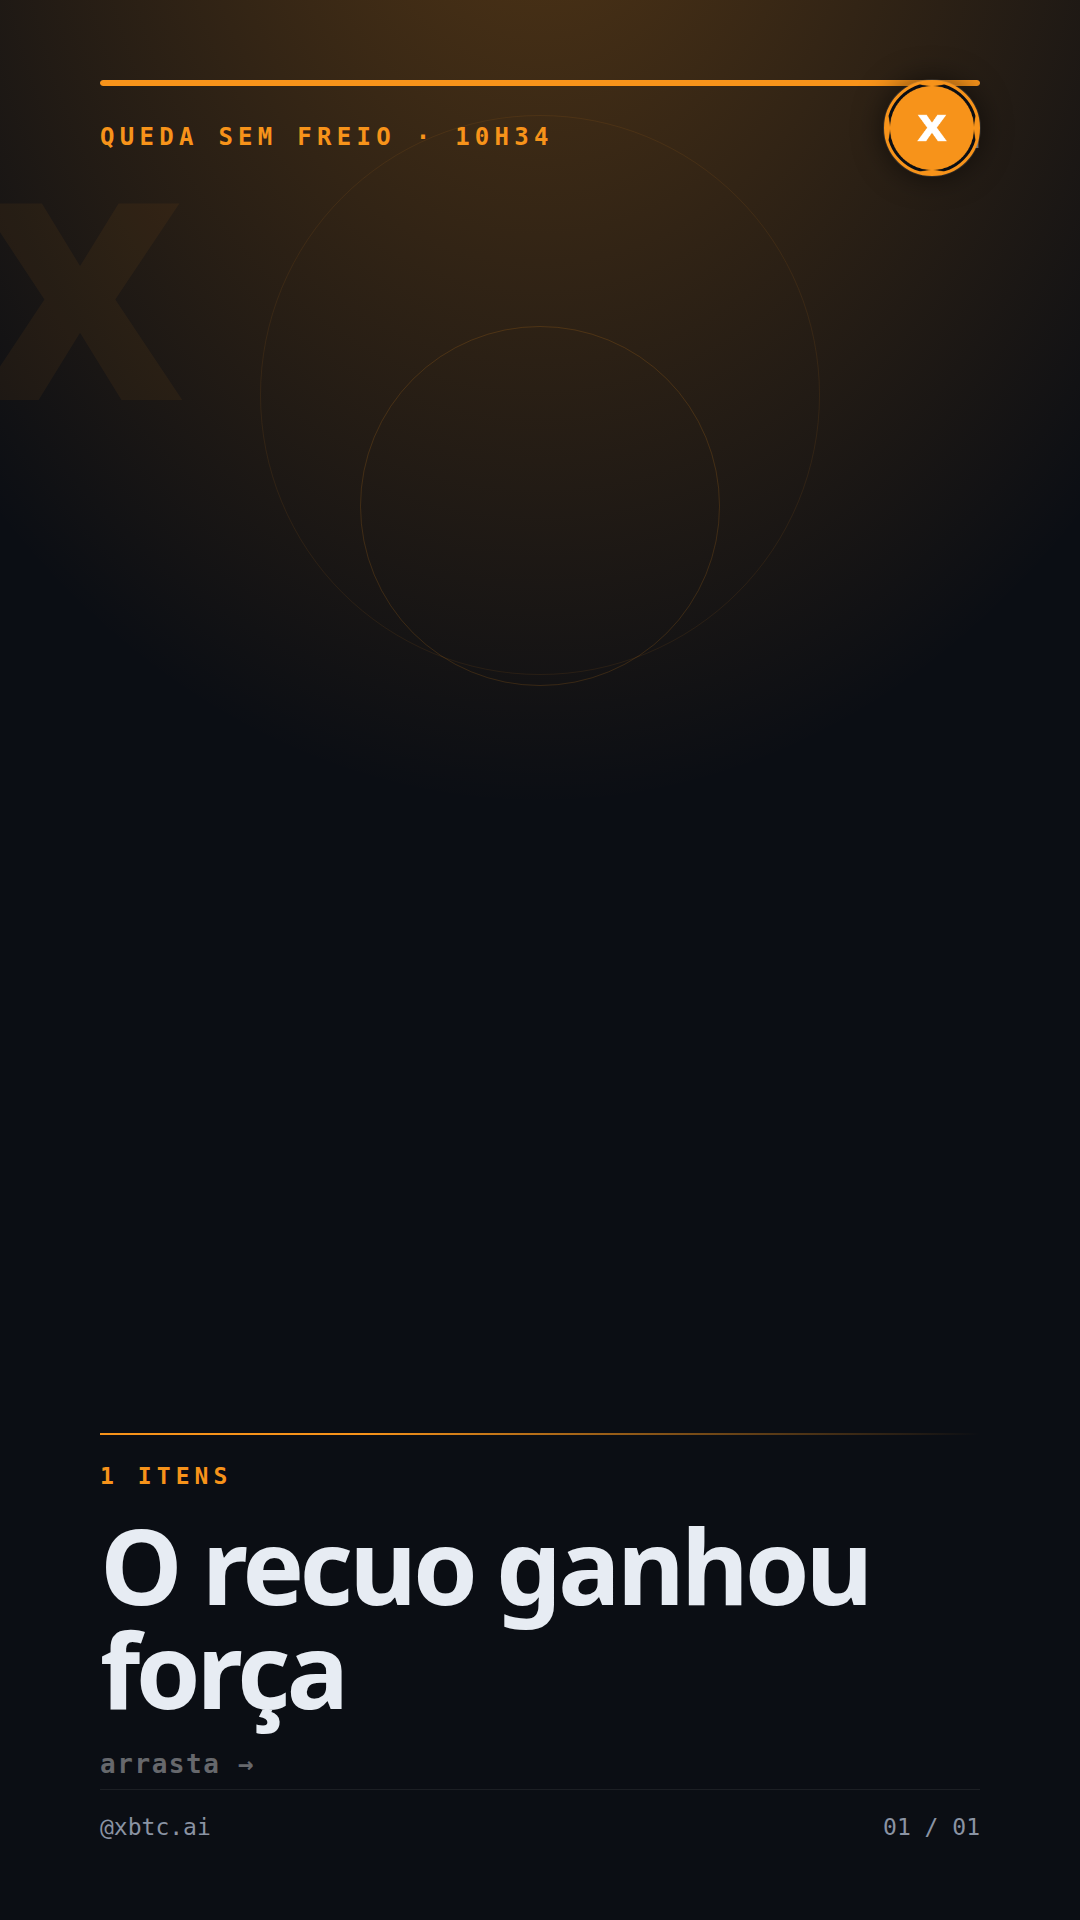 QUEDA SEM FREIO · 10H34
X
X
1 ITENS
O recuo ganhou
força
arrasta →
@xbtc.ai
01 / 01